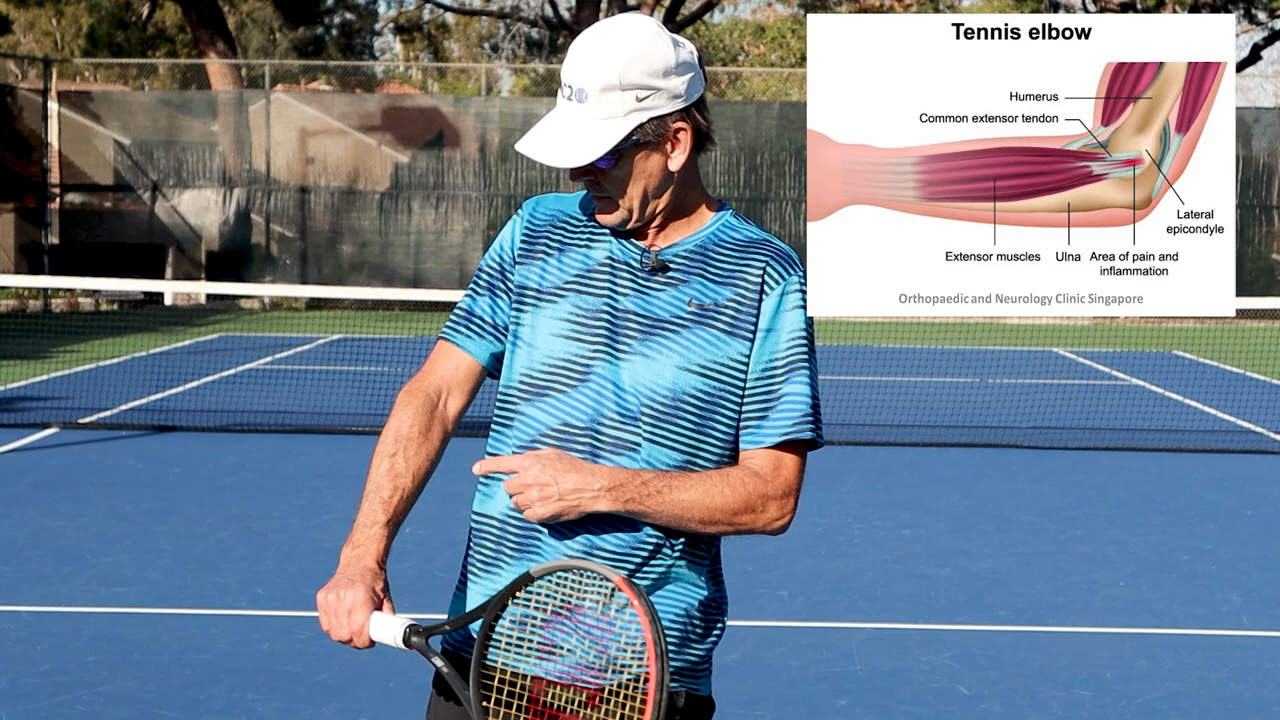 Tennis elbow
Humerus
Common extensor tendon
Lateral
epicondyle
Extensor muscles
Ulna
Area of pain and
inflammation
Orthopaedic and Neurology Clinic Singapore